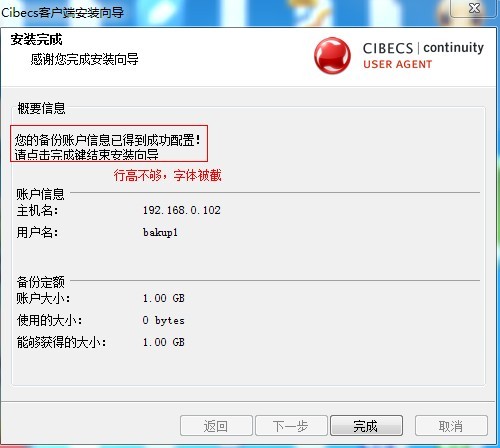 Cibecs客户端安装向导
安装完成
感谢您完成安装向导
CIBECS | continuity
USER AGENT
概要信息
您的备份账户信息已得到成功配置！
请点击完成键结束安装向导
行高不够，字体被截
账户信息
主机名： 192.168.0.102
用户名： bakup1
备份定额
账户大小： 1.00 GB
使用的大小： 0 bytes
能够获得的大小： 1.00 GB
返回 下一步 完成 取消